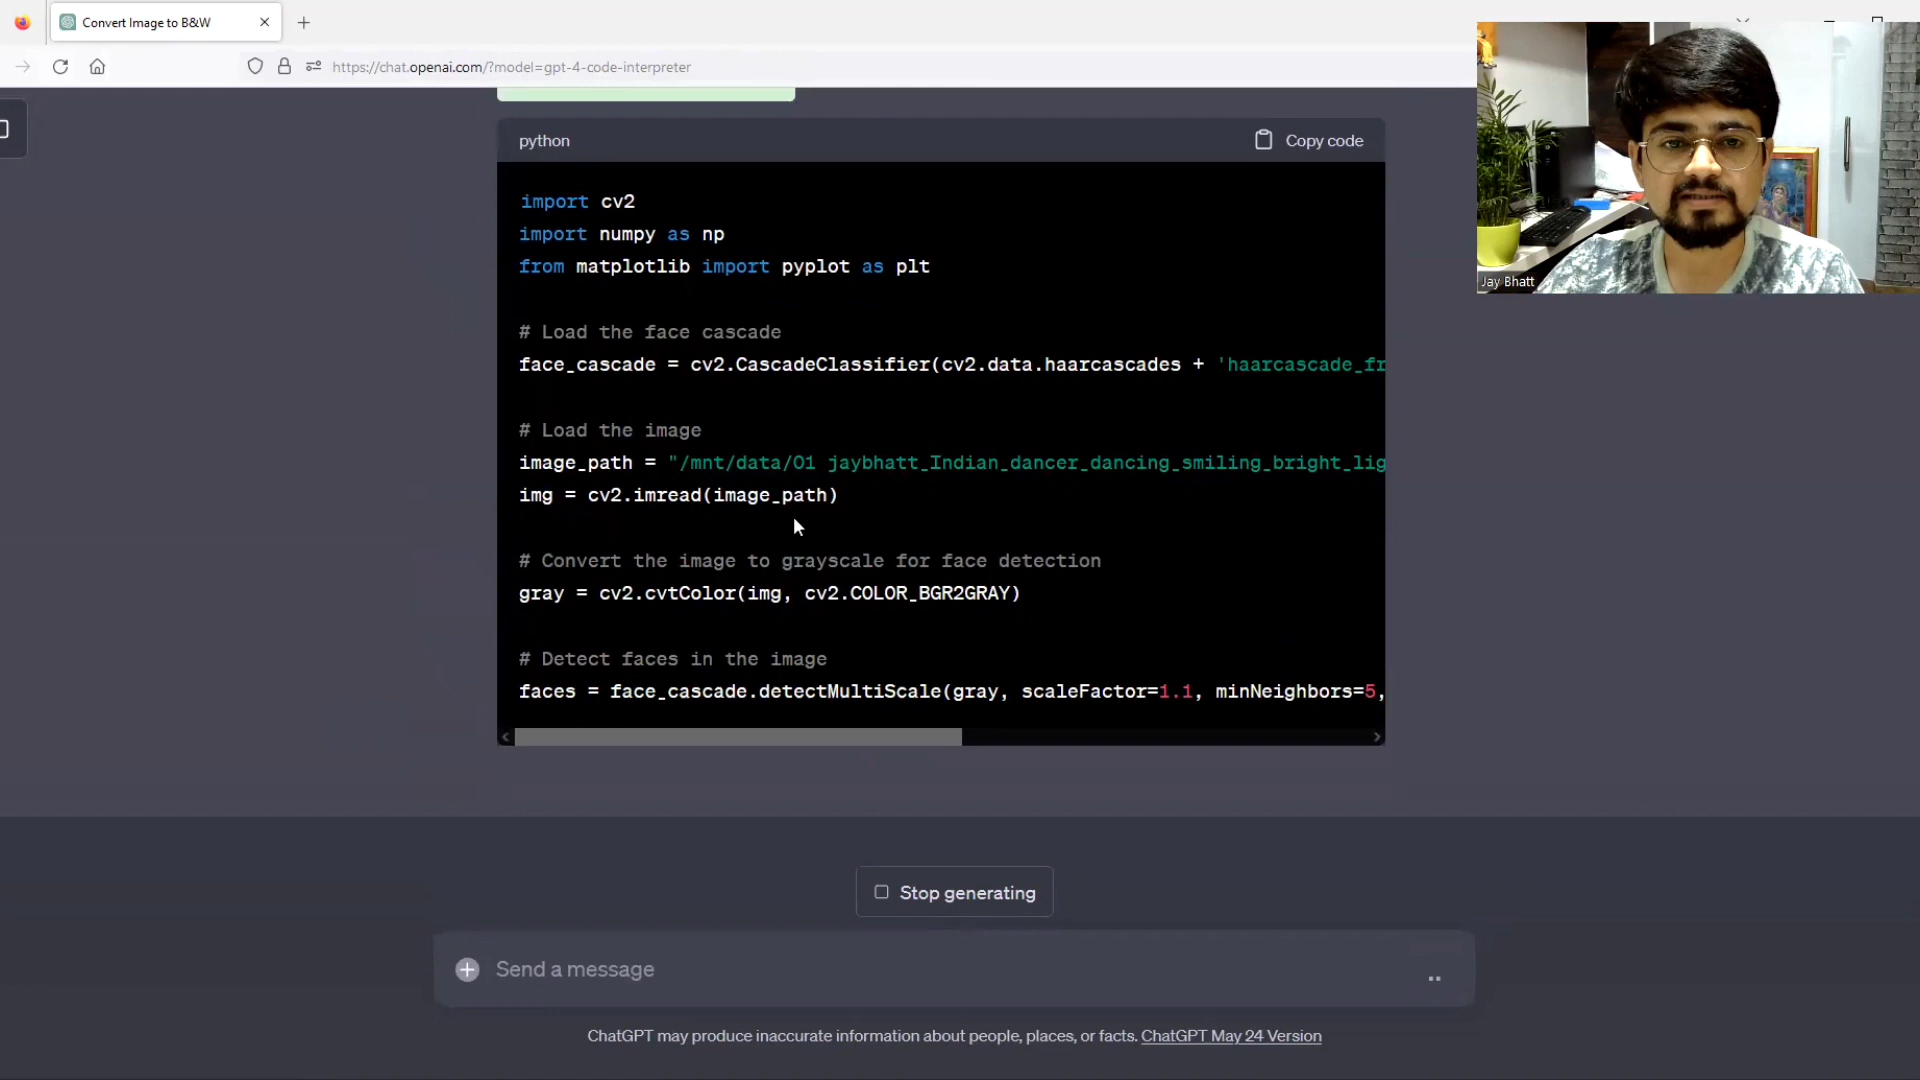 Convert Image to B&W
https://chat.openai.com/?model=gpt-4-code-interpreter
Jay Bhatt
python
Copy code
import cv2
import numpy as np
from matplotlib import pyplot as plt
# Load the face cascade
face_cascade = cv2.CascadeClassifier(cv2.data.haarcascades + 'haarcascade_fr
# Load the image
image_path = "/mnt/data/01 jaybhatt_Indian_dancer_dancing_smiling_bright_lig
img = cv2.imread(image_path)
# Convert the image to grayscale for face detection
gray = cv2.cvtColor(img, cv2.COLOR_BGR2GRAY)
# Detect faces in the image
faces = face_cascade.detectMultiScale(gray, scaleFactor=1.1, minNeighbors=5,
Stop generating
Send a message
ChatGPT may produce inaccurate information about people, places, or facts. ChatGPT May 24 Version